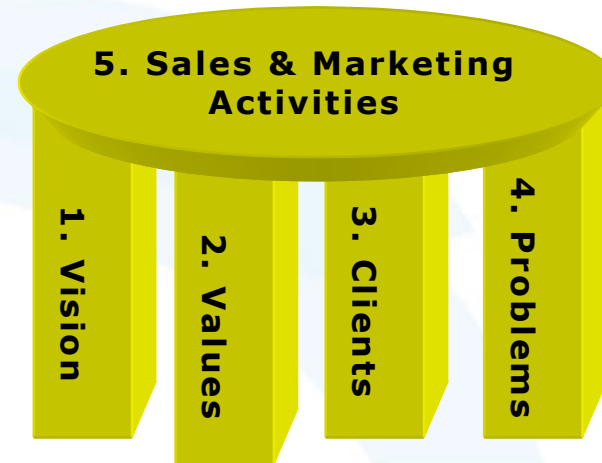 5. Sales & Marketing
Activities
1. Vision
2. Values
3. Clients
4. Problems